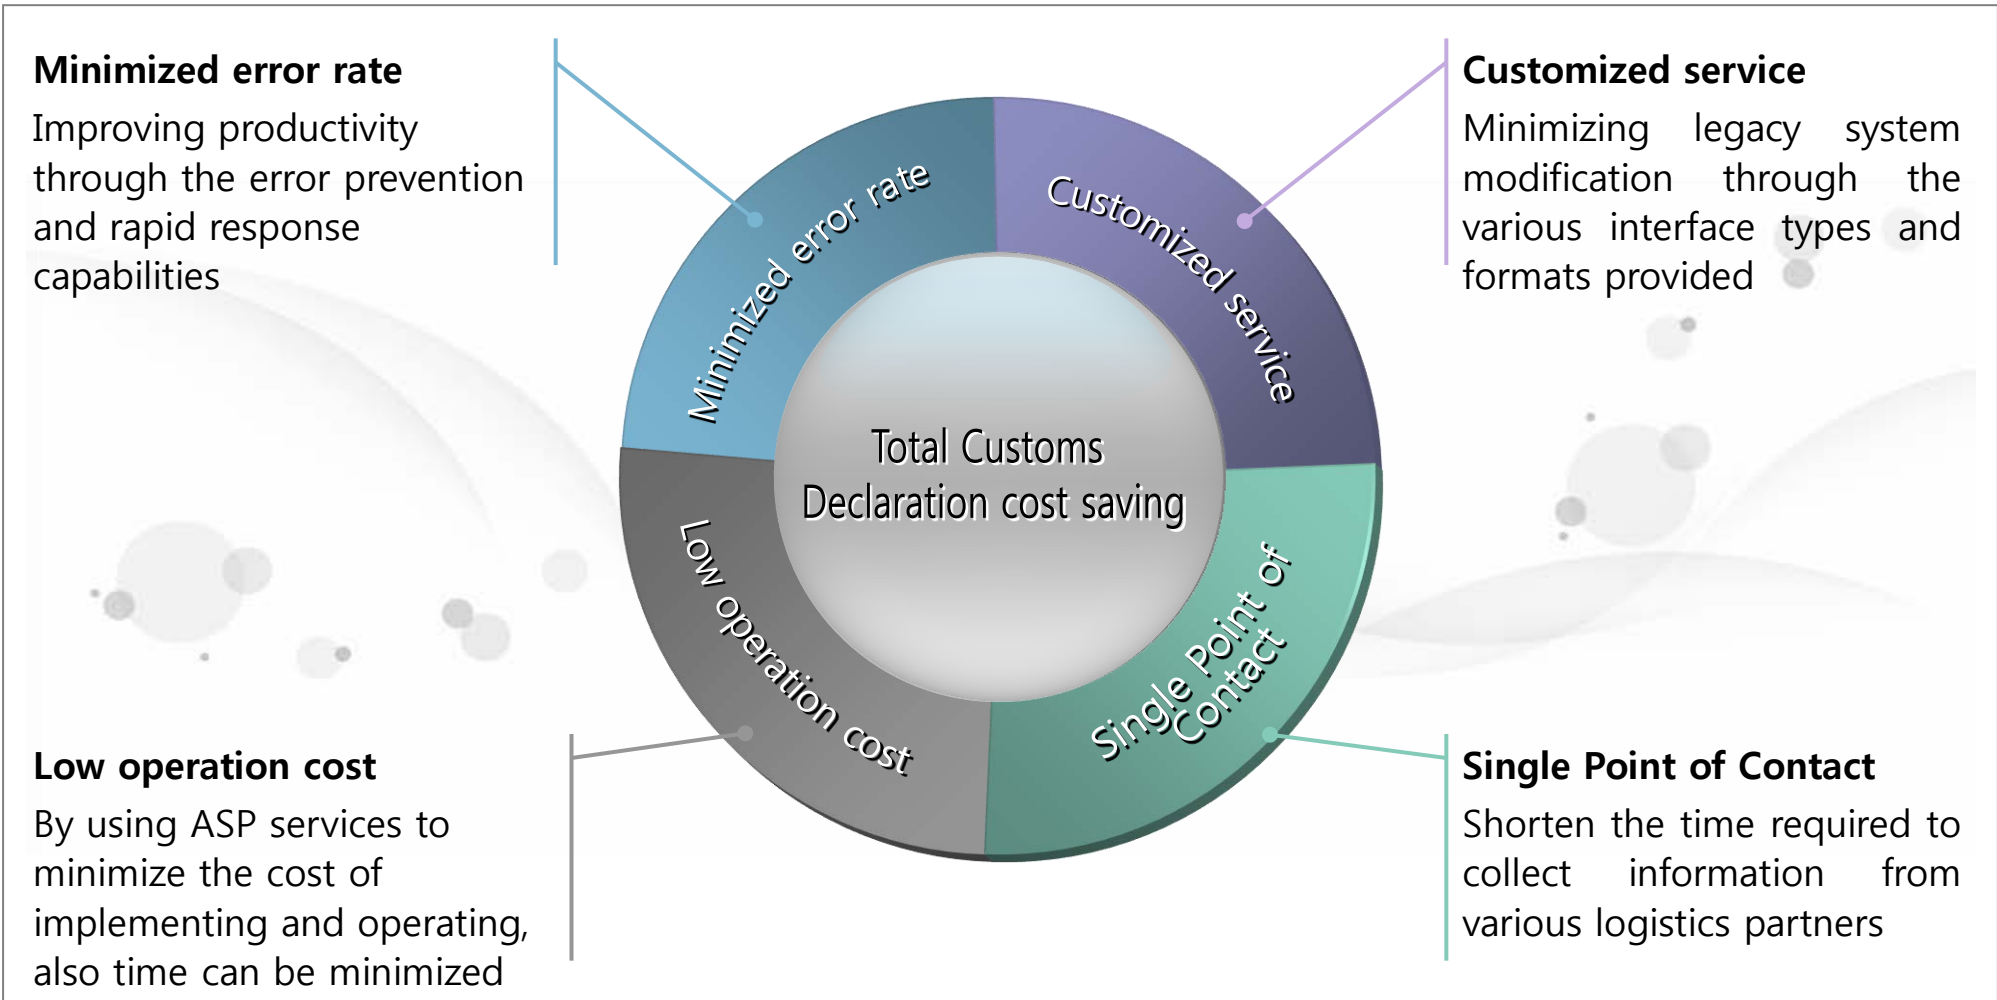 Minimized error rate
Improving productivity
through the error prevention
and rapid response
capabilities
Customized service
Minimizing legacy system
modification through the
various interface types and
formats provided
Minimized error rate
Customized service
Total Customs
Declaration cost saving
Low operation cost
Single Point of
Contact
Low operation cost
By using ASP services to
minimize the cost of
implementing and operating,
also time can be minimized
Single Point of Contact
Shorten the time required to
collect information from
various logistics partners